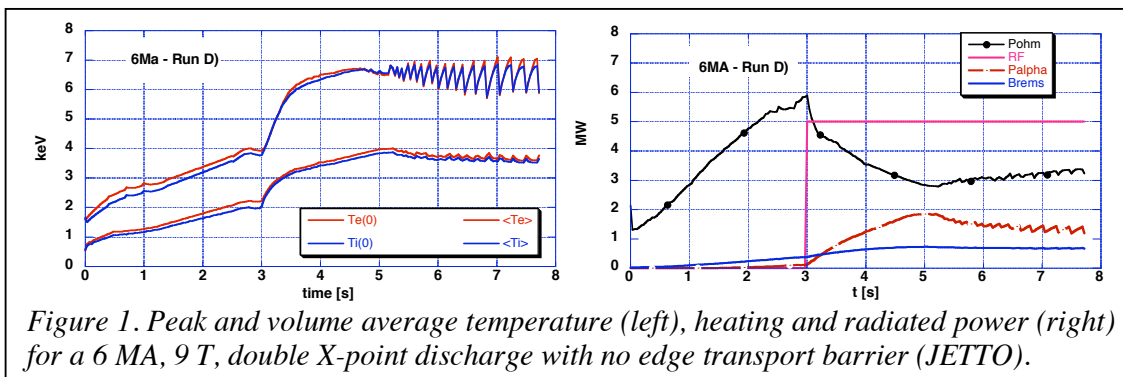 8
7
6
5
4
3
2
1
0
keV
6Ma - Run D)
Te(0) <Te>
Ti(0) <Ti>
0 1 2 3 4 5 6 7 8
time [s]
8
7
6
5
4
3
2
1
0
MW
6MA - Run D)
Pohm
RF
Palpha
Brems
0 1 2 3 4 5 6 7 8
t [s]
Figure 1. Peak and volume average temperature (left), heating and radiated power (right)
for a 6 MA, 9 T, double X-point discharge with no edge transport barrier (JETTO).